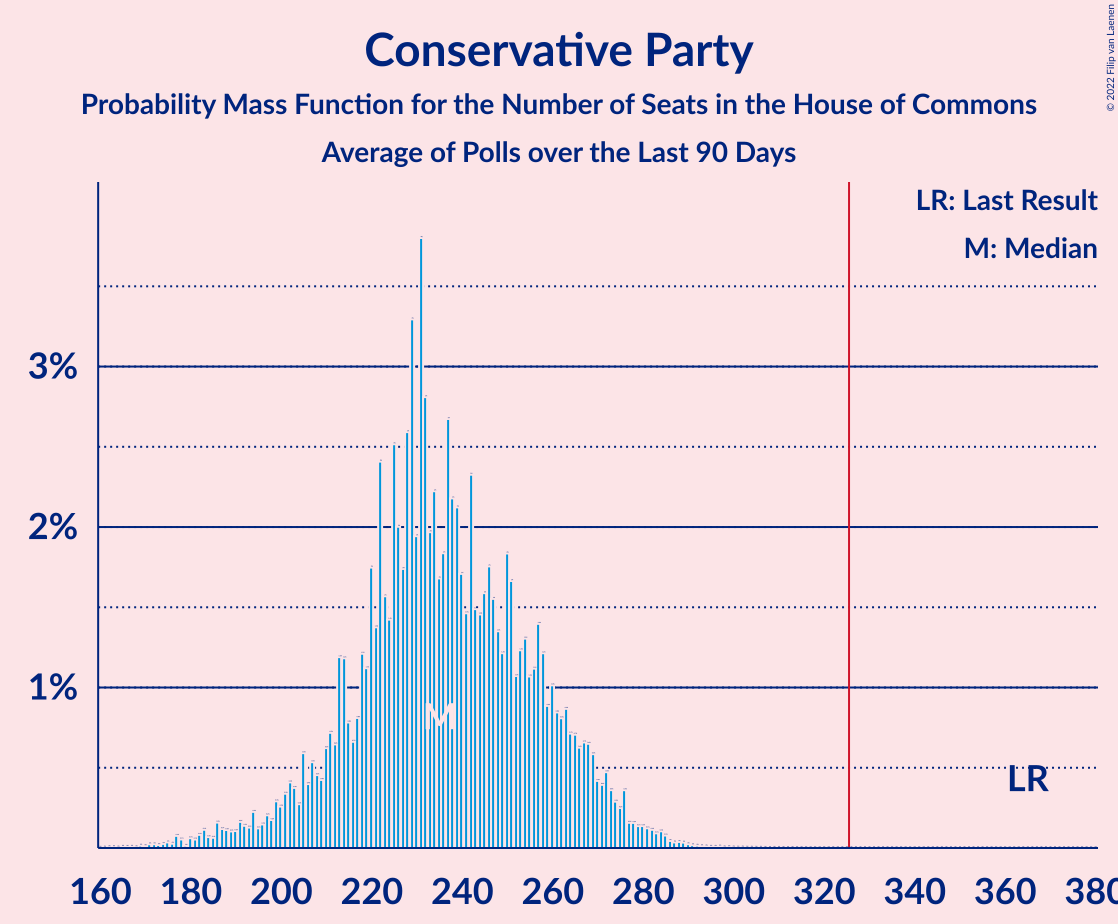 Conservative Party
Probability Mass Function for the Number of Seats in the House of Commons
Average of Polls over the Last 90 Days
© 2022 Filip van Laenen
LR: Last Result
M: Median
3%
2%
1%
M
LR
160 180 200 220 240 260 280 300 320 340 360 380